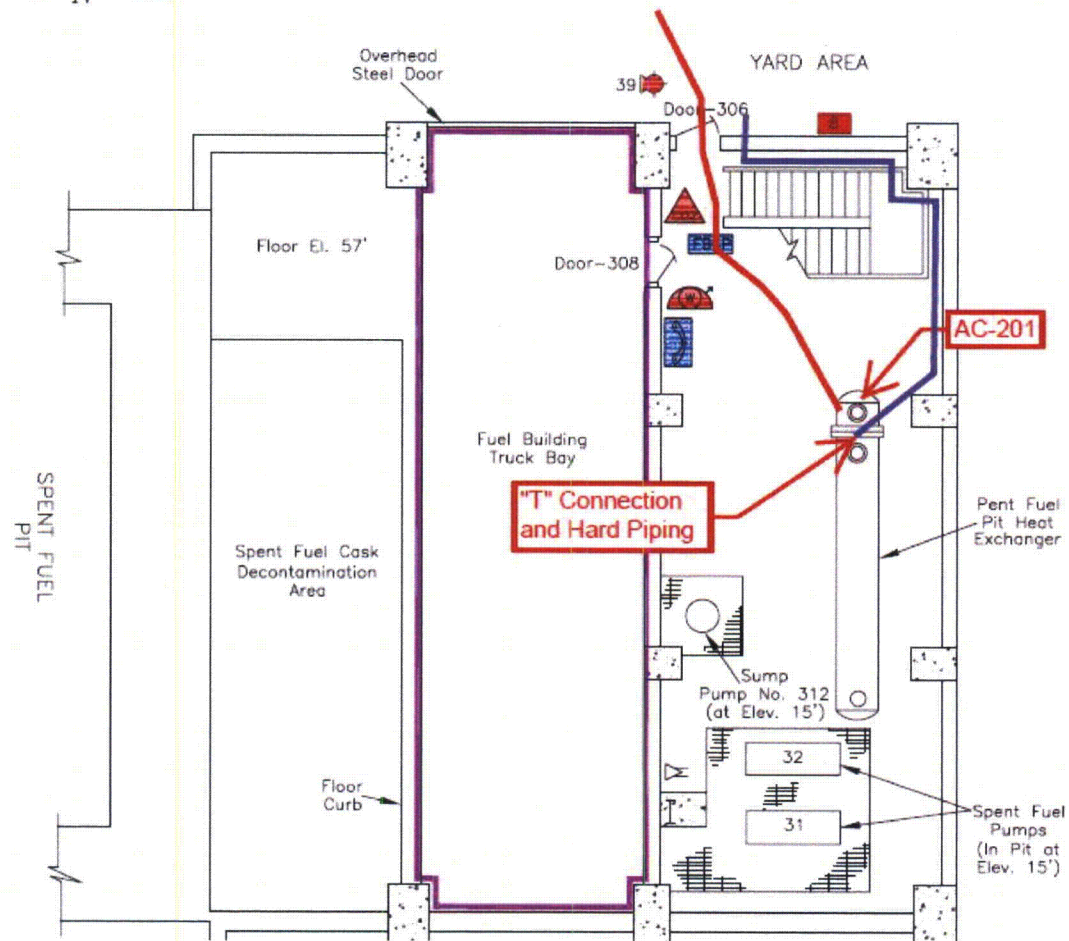 Overhead
Steel Door
YARD AREA
39
Door-306
8
Floor El. 57'
Door-308
W
AC-201
Fuel Building
Truck Bay
"T" Connection
and Hard Piping
SPENT FUEL
PIT
Spent Fuel Cask
Decontamination
Area
Pent Fuel
Pit Heat
Exchanger
Sump
Pump No. 312
(at Elev. 15')
32
31
Floor
Curb
Spent Fuel
Pumps
(In Pit at
Elev. 15')